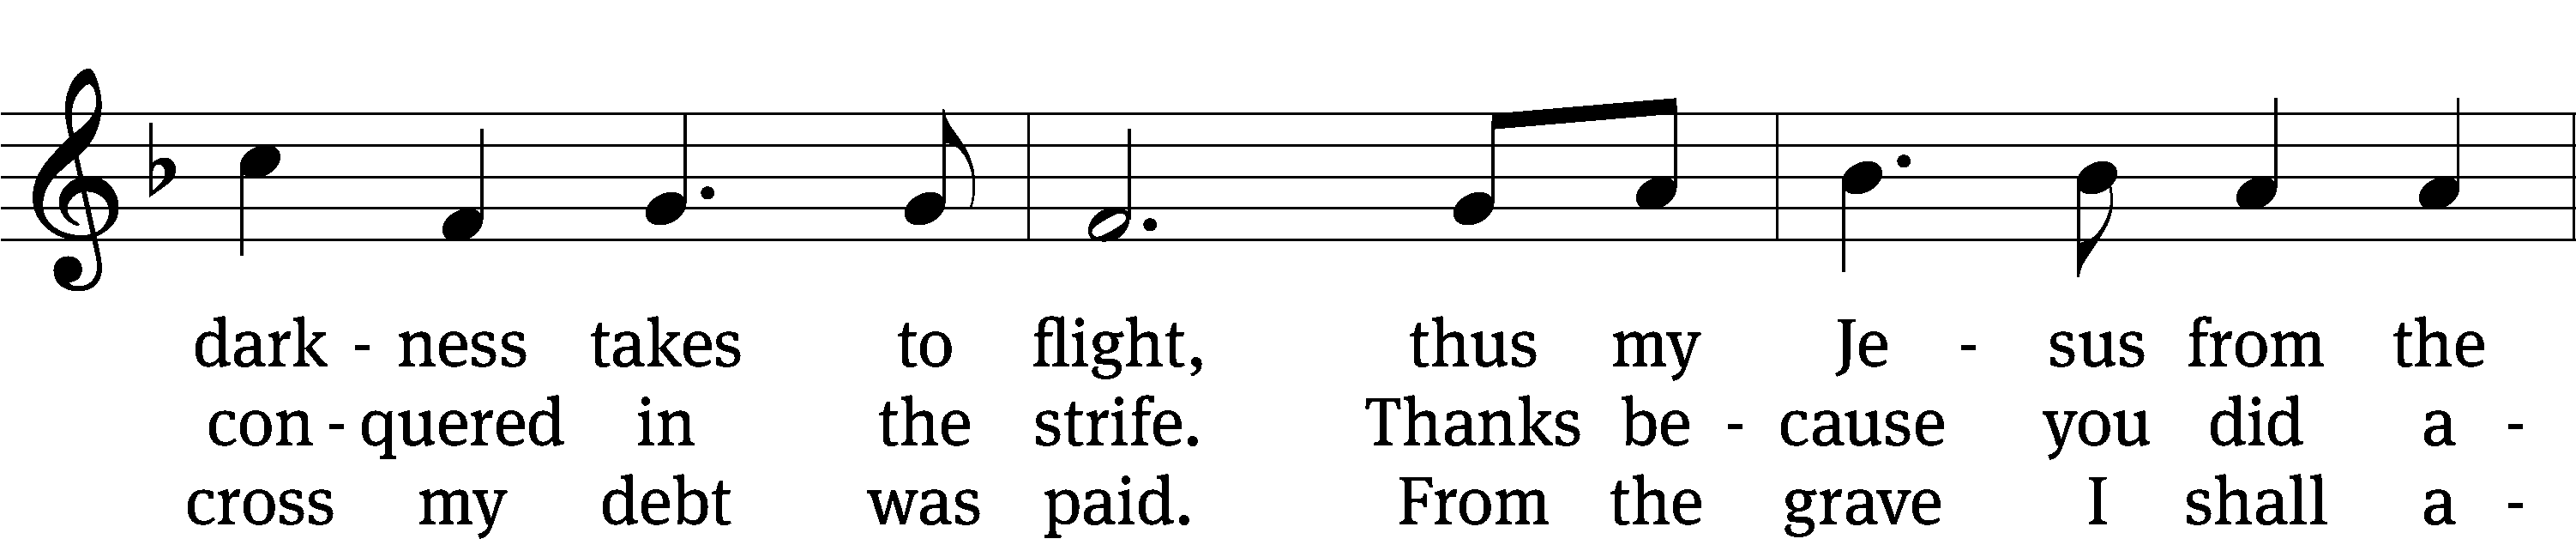 dark - ness takes to flight, thus my Je - sus from the
con - quered in the strife. Thanks be - cause you did a -
cross my debt was paid. From the grave I shall a -